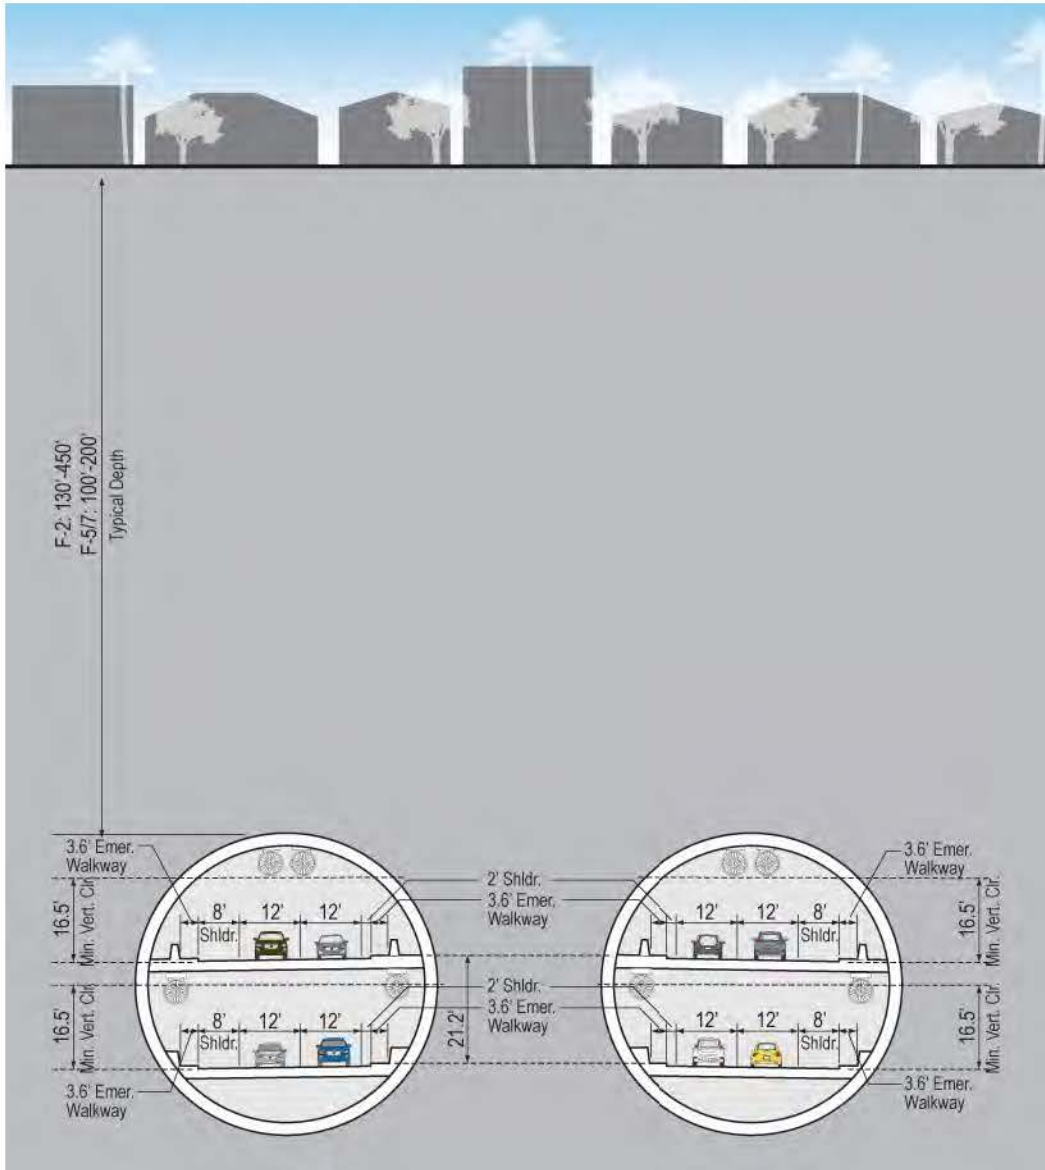 F-2: 130'-450'
F-5/7: 100'-200'
Typical Depth
3.6' Emer.
Walkway
16.5'
Min. Vert. Clr.
8'
Shldr.
12'
12'
2' Shldr.
3.6' Emer.
Walkway
12'
12'
8'
Shldr.
3.6' Emer.
Walkway
16.5'
Min. Vert. Clr.
16.5'
Min. Vert. Clr.
8'
Shldr.
12'
12'
21.2'
2' Shldr.
3.6' Emer.
Walkway
12'
12'
8'
Shldr.
16.5'
Min. Vert. Clr.
3.6' Emer.
Walkway
3.6' Emer.
Walkway